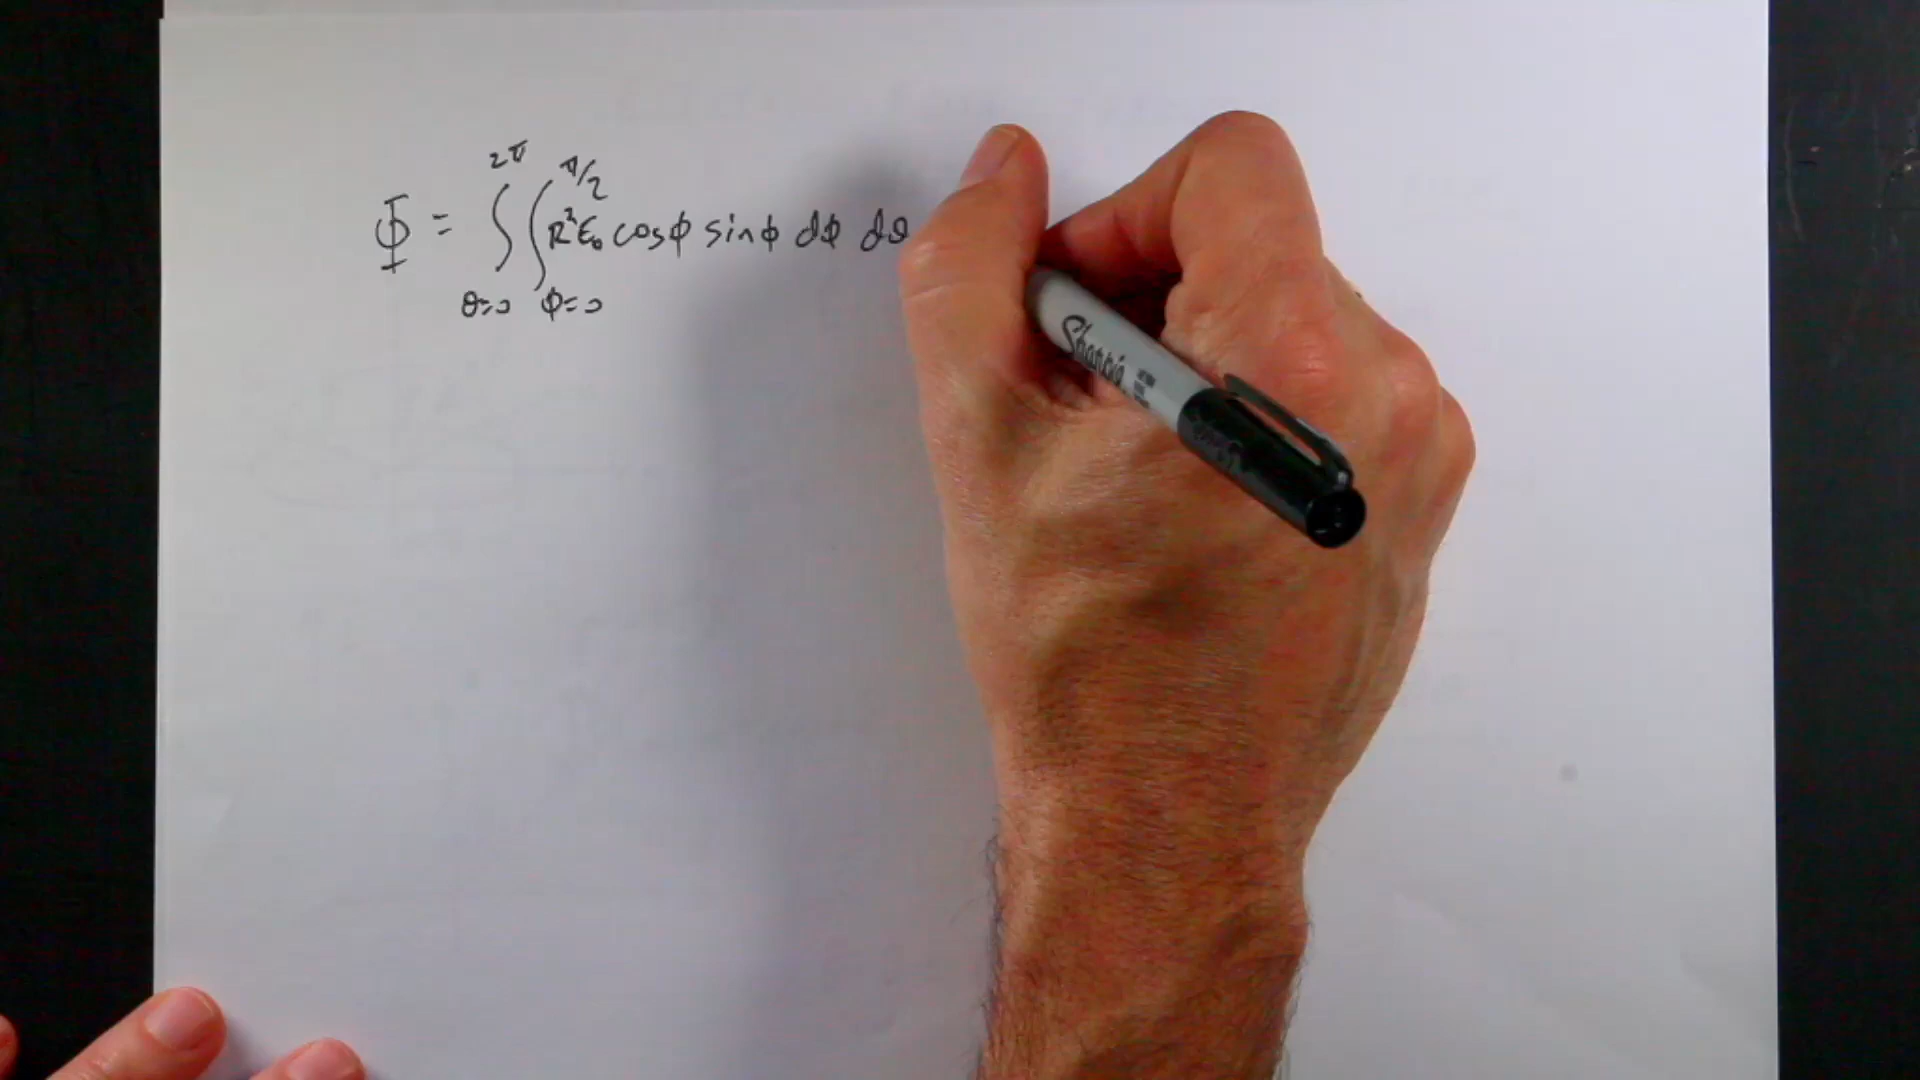 2π π/2
Φ = ∫ ∫ R²E₀ cosϕ sinϕ dϕ dθ
θ=0 ϕ=0
Sharpie